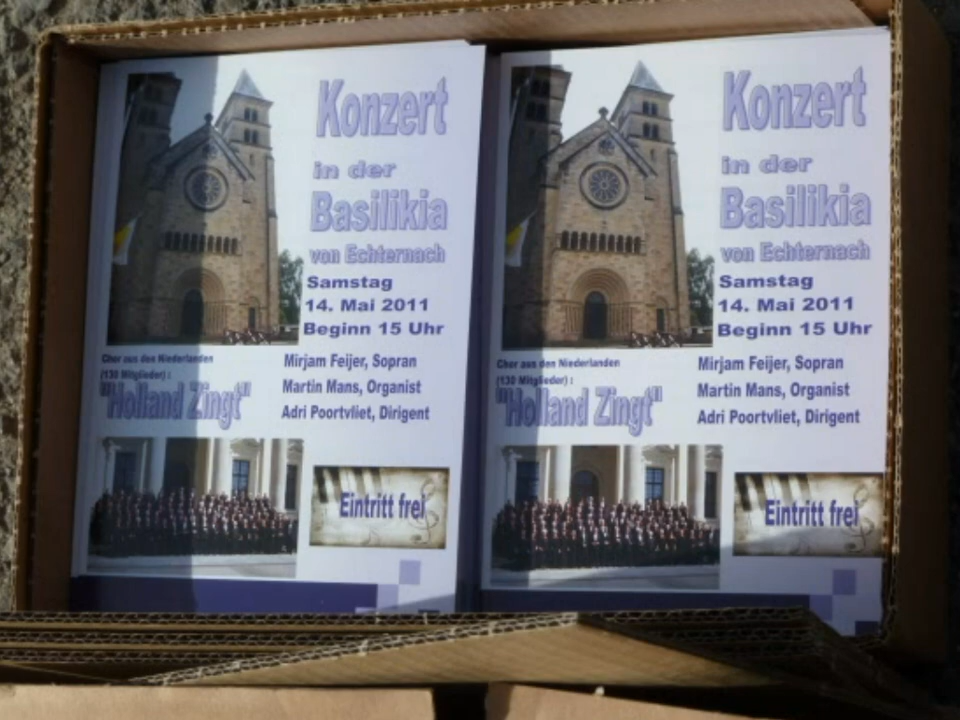 Konzert
in der
Basilikia
von Echternach
Samstag
14. Mai 2011
Beginn 15 Uhr
Chor aus den Niederlanden
(130 Mitglieder) :
"Holland Zingt"
Mirjam Feijer, Sopran
Martin Mans, Organist
Adri Poortvliet, Dirigent
Eintritt frei
Konzert
in der
Basilikia
von Echternach
Samstag
14. Mai 2011
Beginn 15 Uhr
Chor aus den Niederlanden
(130 Mitglieder) :
"Holland Zingt"
Mirjam Feijer, Sopran
Martin Mans, Organist
Adri Poortvliet, Dirigent
Eintritt frei